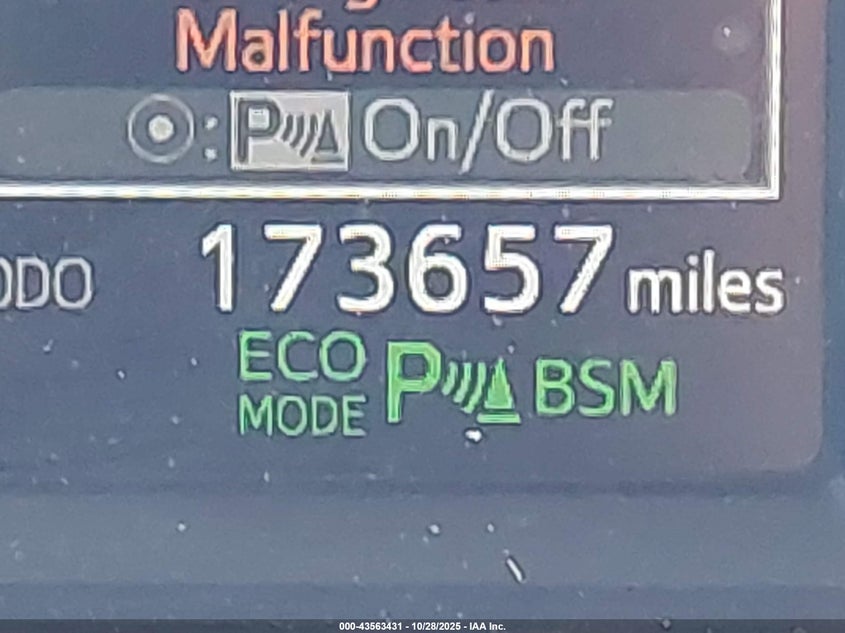 Malfunction
: P On/Off
ODO 173657 miles
ECO MODE P BSM
000-43563431 - 10/28/2025 - IAA Inc.